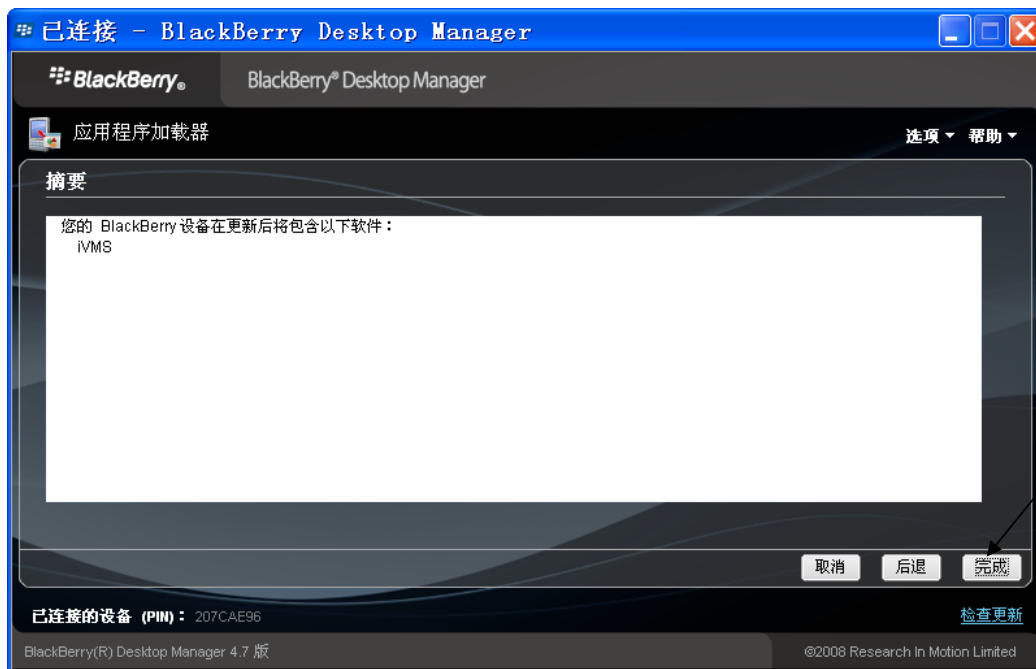 已连接 - BlackBerry Desktop Manager
BlackBerry® BlackBerry® Desktop Manager
应用程序加载器
选项 帮助
摘要
您的 BlackBerry 设备在更新后将包含以下软件：
iVMS
取消 后退 完成
已连接的设备 (PIN)：207CAE96
检查更新
BlackBerry(R) Desktop Manager 4.7 版
©2008 Research In Motion Limited